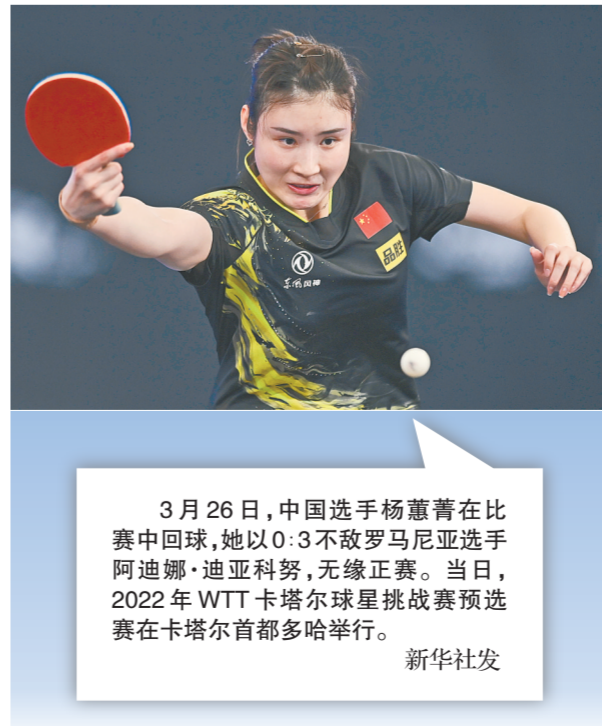 东风风神
品胜
3月26日，中国选手杨蕙菁在比
赛中回球，她以0:3不敌罗马尼亚选手
阿迪娜·迪亚科努，无缘正赛。当日，
2022年WTT卡塔尔球星挑战赛预选
赛在卡塔尔首都多哈举行。
新华社发